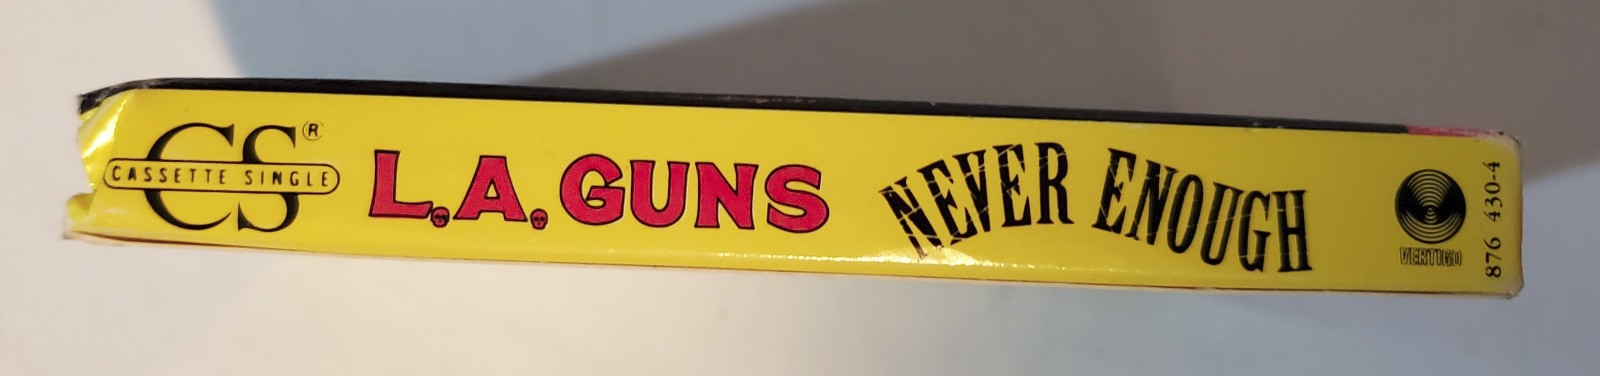 CS®
CASSETTE SINGLE
L.A. GUNS
NEVER ENOUGH
VERTIGO
876 430-4